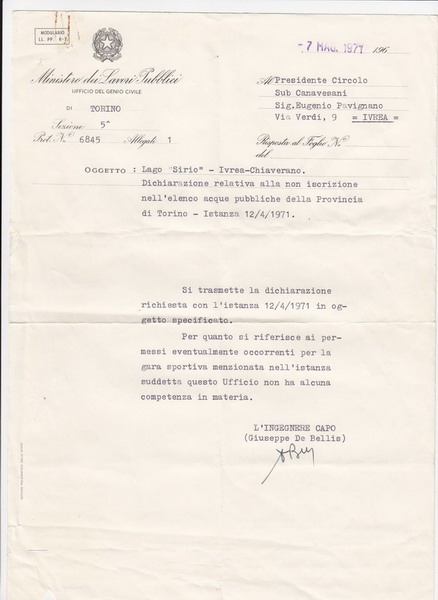 MODULARIO
LL. PP. 8-7
-7 MAG. 1971 196
Ministero dei Lavori Pubblici
UFFICIO DEL GENIO CIVILE
DI TORINO
Sezione 5^
Prot. N.° 6845 Allegati 1
Al Presidente Circolo
Sub Canavesani
Sig.Eugenio Pavignano
Via Verdi, 9 = IVREA =
Risposta al Foglio N.°
del
OGGETTO : Lago "Sirio" - Ivrea-Chiaverano.
Dichiarazione relativa alla non iscrizione
nell'elenco acque pubbliche della Provincia
di Torino - Istanza 12/4/1971.
Si trasmette la dichiarazione
richiesta con l'istanza 12/4/1971 in og-
getto specificato.
Per quanto si riferisce ai per-
messi eventualmente occorrenti per la
gara sportiva menzionata nell'istanza
suddetta questo Ufficio non ha alcuna
competenza in materia.
L'INGEGNERE CAPO
(Giuseppe De Bellis)